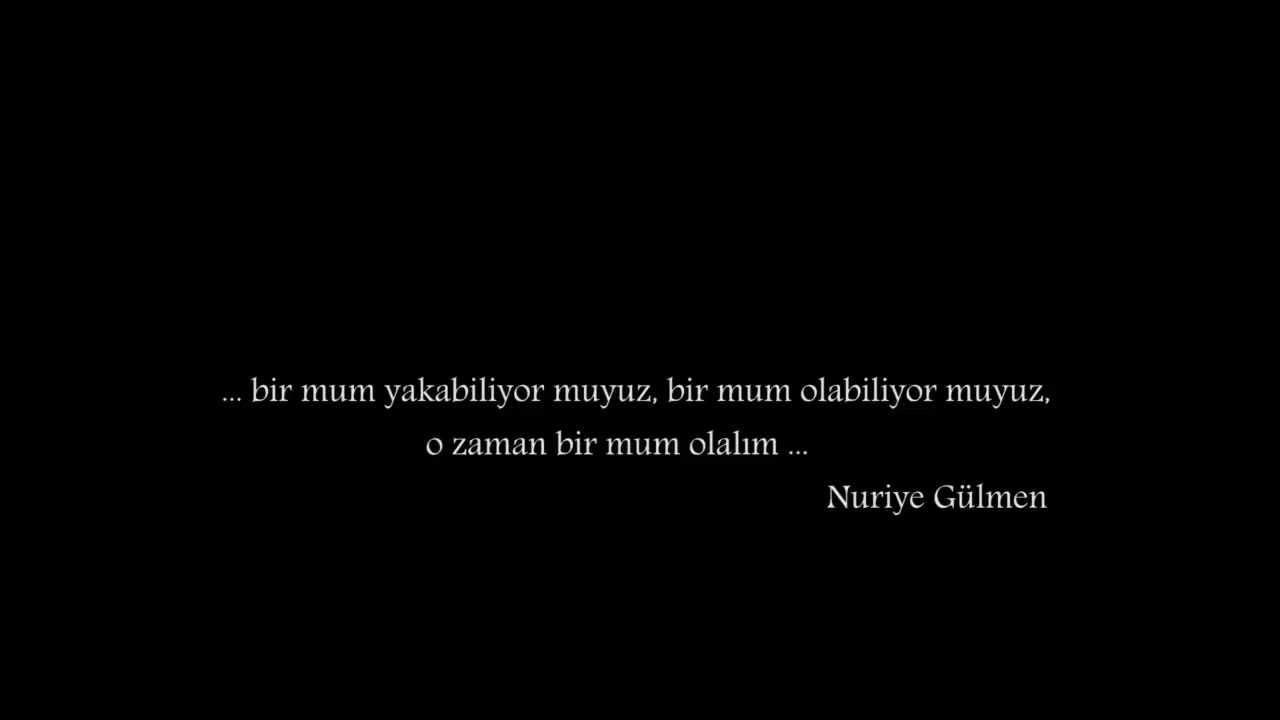 ... bir mum yakabiliyor muyuz, bir mum olabiliyor muyuz,
o zaman bir mum olalım ...
Nuriye Gülmen